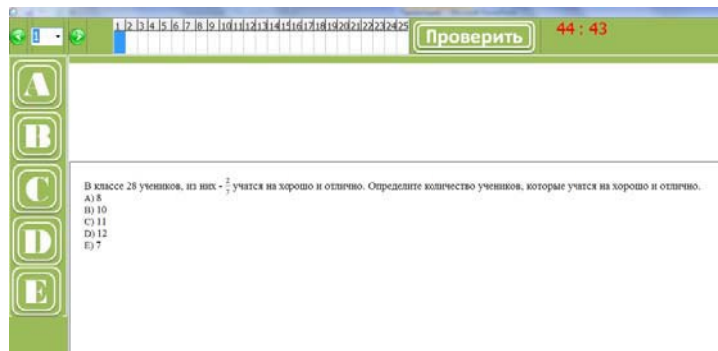 1
1 2 3 4 5 6 7 8 9 10 11 12 13 14 15 16 17 18 19 20 21 22 23 24 25
Проверить
44 : 43
A
B
C
D
E
В классе 28 учеников, из них - 2/7 учатся на хорошо и отлично. Определите количество учеников, которые учатся на хорошо и отлично.
A) 8
B) 10
C) 11
D) 12
E) 7